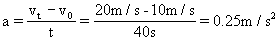 a = (v_t - v_0) / t = (20m / s - 10m / s) / 40s = 0.25m / s²